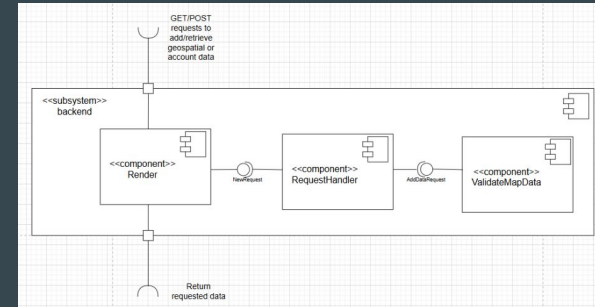 GET/POST
requests to
add/retrieve
geospatial or
account data
<<subsystem>>
backend
<<component>>
Render
NewRequest
<<component>>
RequestHandler
AddDataRequest
<<component>>
ValidateMapData
Return
requested data